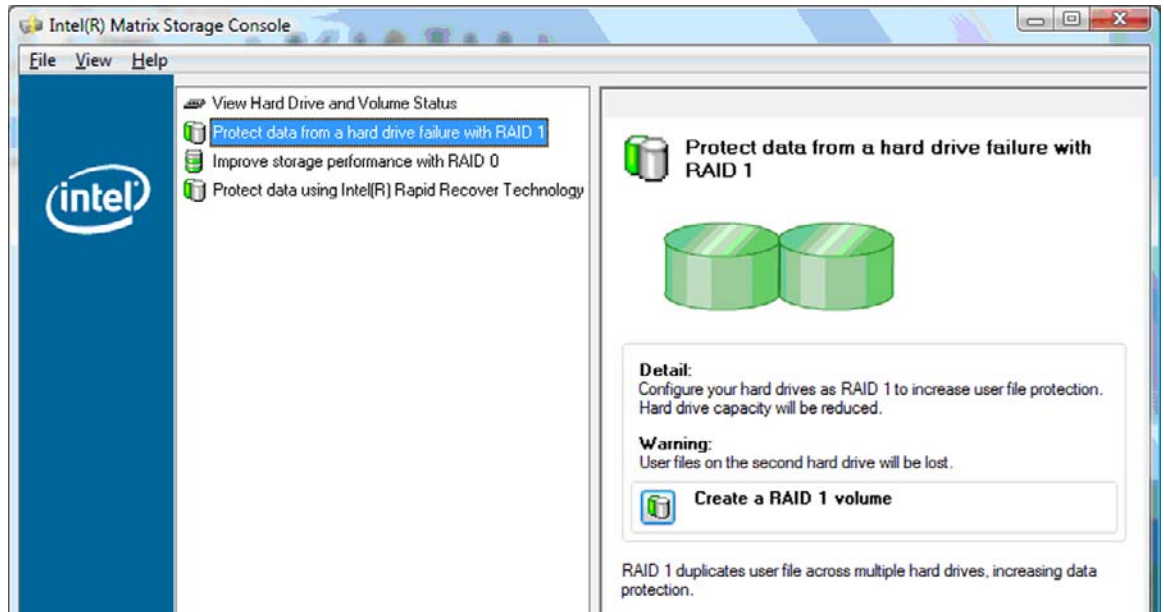 Intel(R) Matrix Storage Console
File View Help
View Hard Drive and Volume Status
Protect data from a hard drive failure with RAID 1
Improve storage performance with RAID 0
Protect data using Intel(R) Rapid Recover Technology
intel
Protect data from a hard drive failure with
RAID 1
Detail:
Configure your hard drives as RAID 1 to increase user file protection.
Hard drive capacity will be reduced.
Warning:
User files on the second hard drive will be lost.
Create a RAID 1 volume
RAID 1 duplicates user file across multiple hard drives, increasing data
protection.